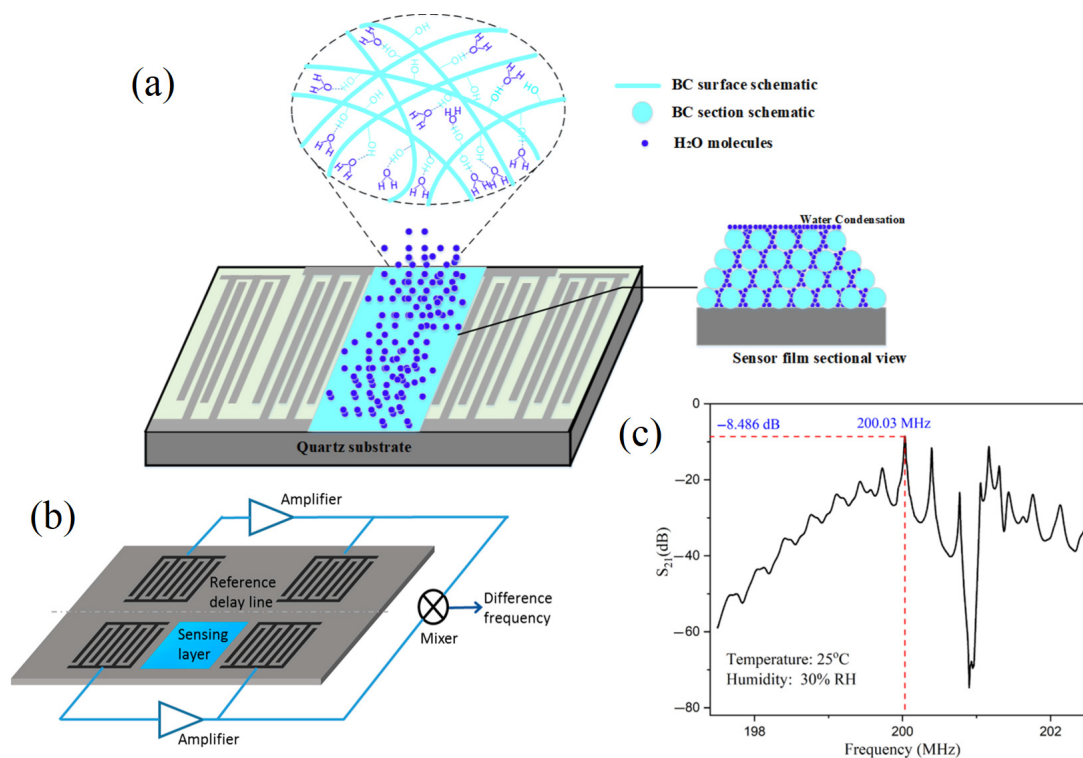 (a)
BC surface schematic
BC section schematic
H₂O molecules
Water Condensation
Sensor film sectional view
Quartz substrate
(b)
Amplifier
Reference
delay line
Sensing
layer
Mixer
Difference
frequency
Amplifier
(c)
−8.486 dB
200.03 MHz
0
−20
−40
−60
−80
S₂₁(dB)
Temperature: 25°C
Humidity: 30% RH
198
200
202
Frequency (MHz)